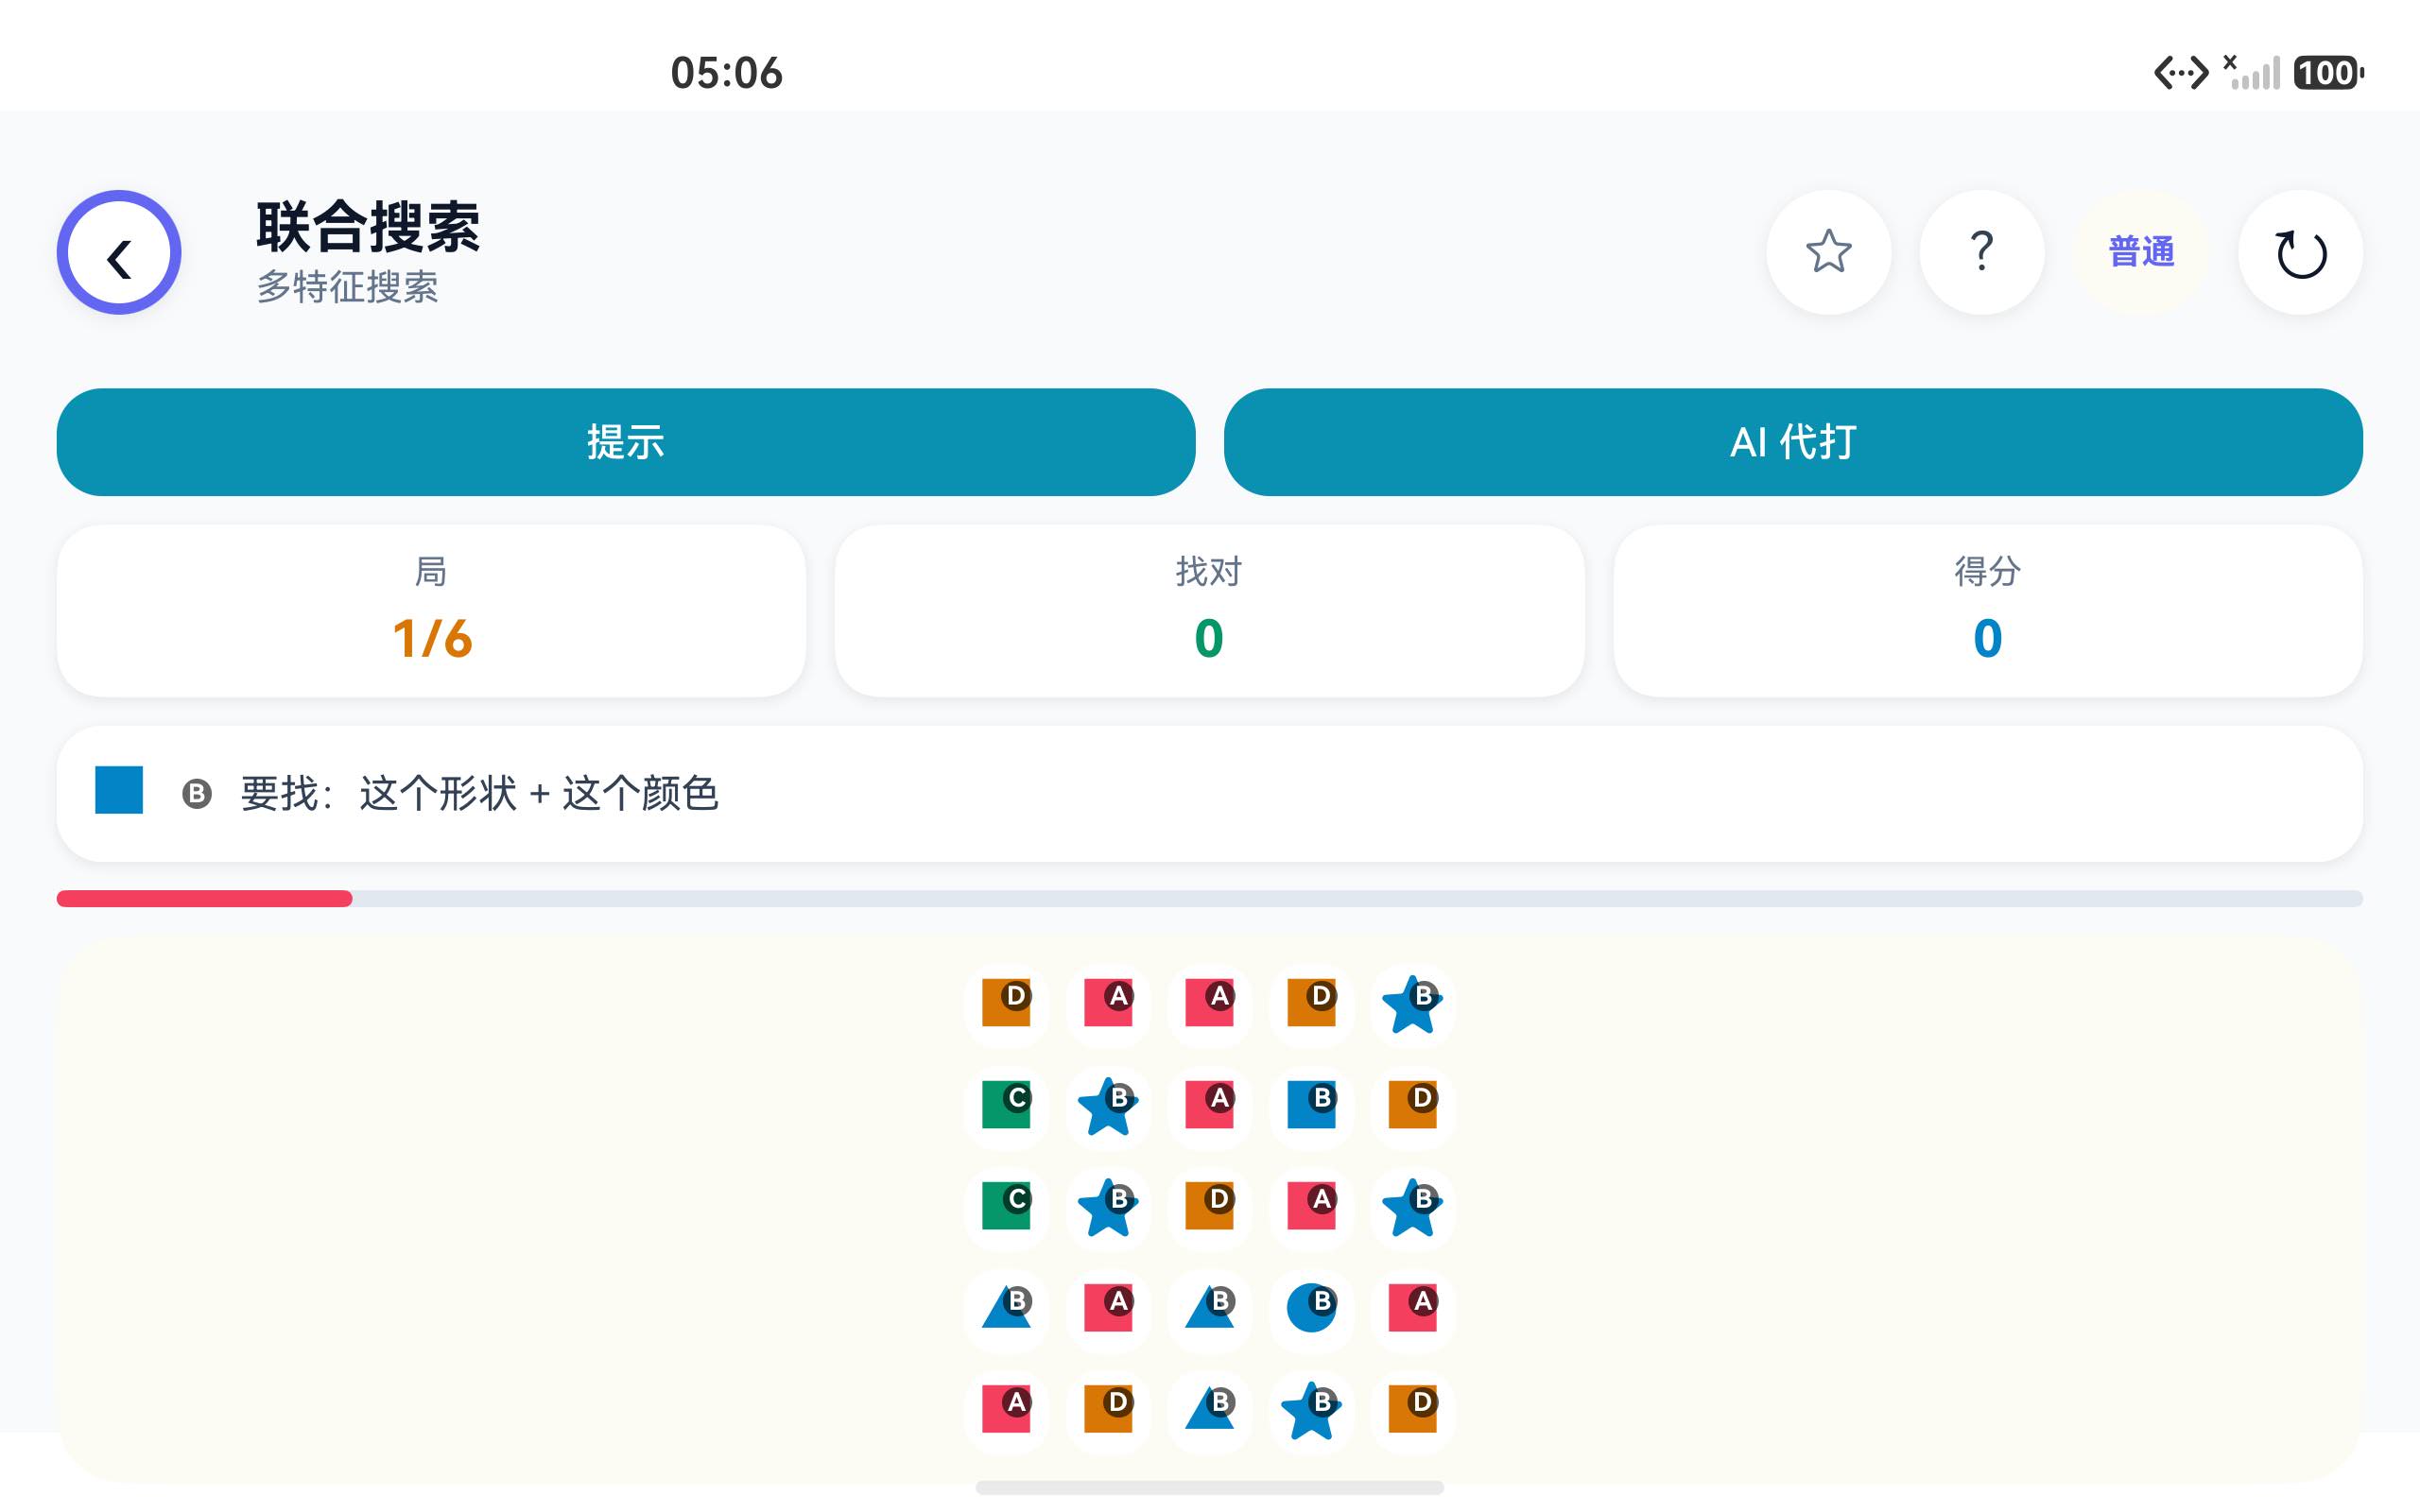 05:06
100
联合搜索
多特征搜索
?
普通
提示
AI 代打
局
找对
得分
1/6
0
0
B 要找：这个形状 + 这个颜色
D A A D B
C B A B D
C B D A B
B A B B A
A D B B D